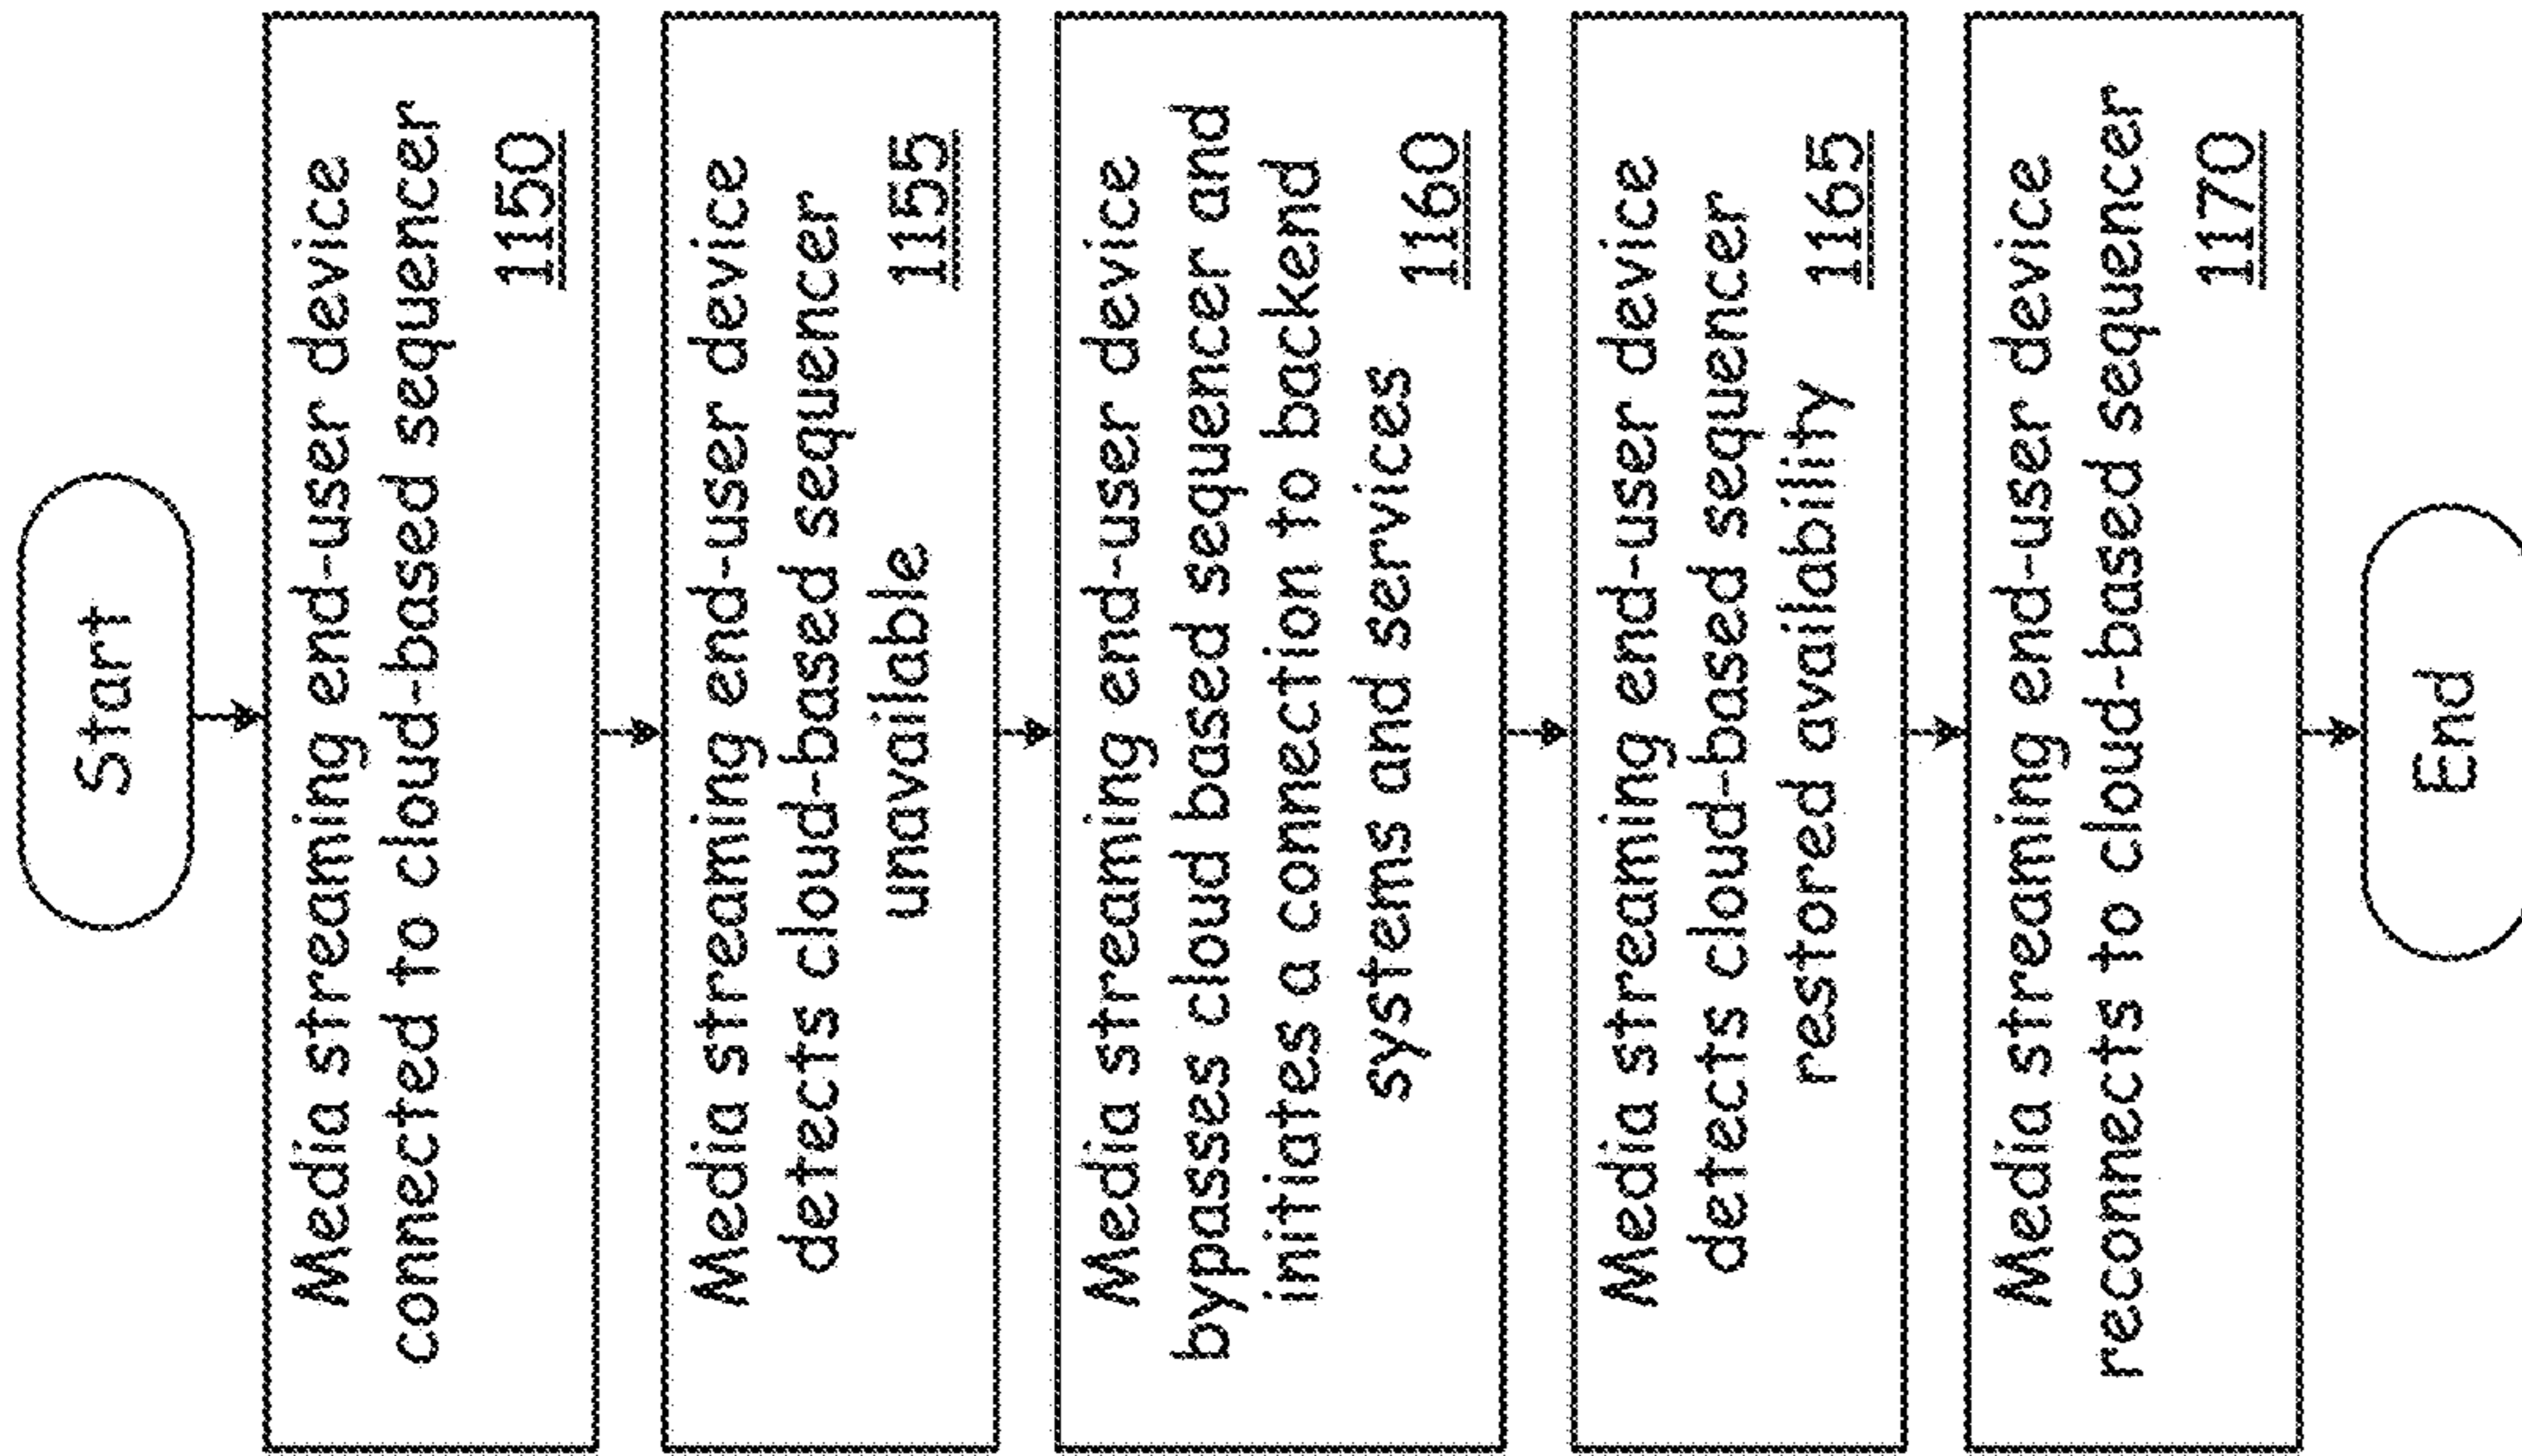 Start
Media streaming end-user device
connected to cloud-based sequencer
1150
Media streaming end-user device
detects cloud-based sequencer
unavailable
1155
Media streaming end-user device
bypasses cloud based sequencer and
initiates a connection to backend
systems and services
1160
Media streaming end-user device
detects cloud-based sequencer
restored availability
1165
Media streaming end-user device
reconnects to cloud-based sequencer
1170
End